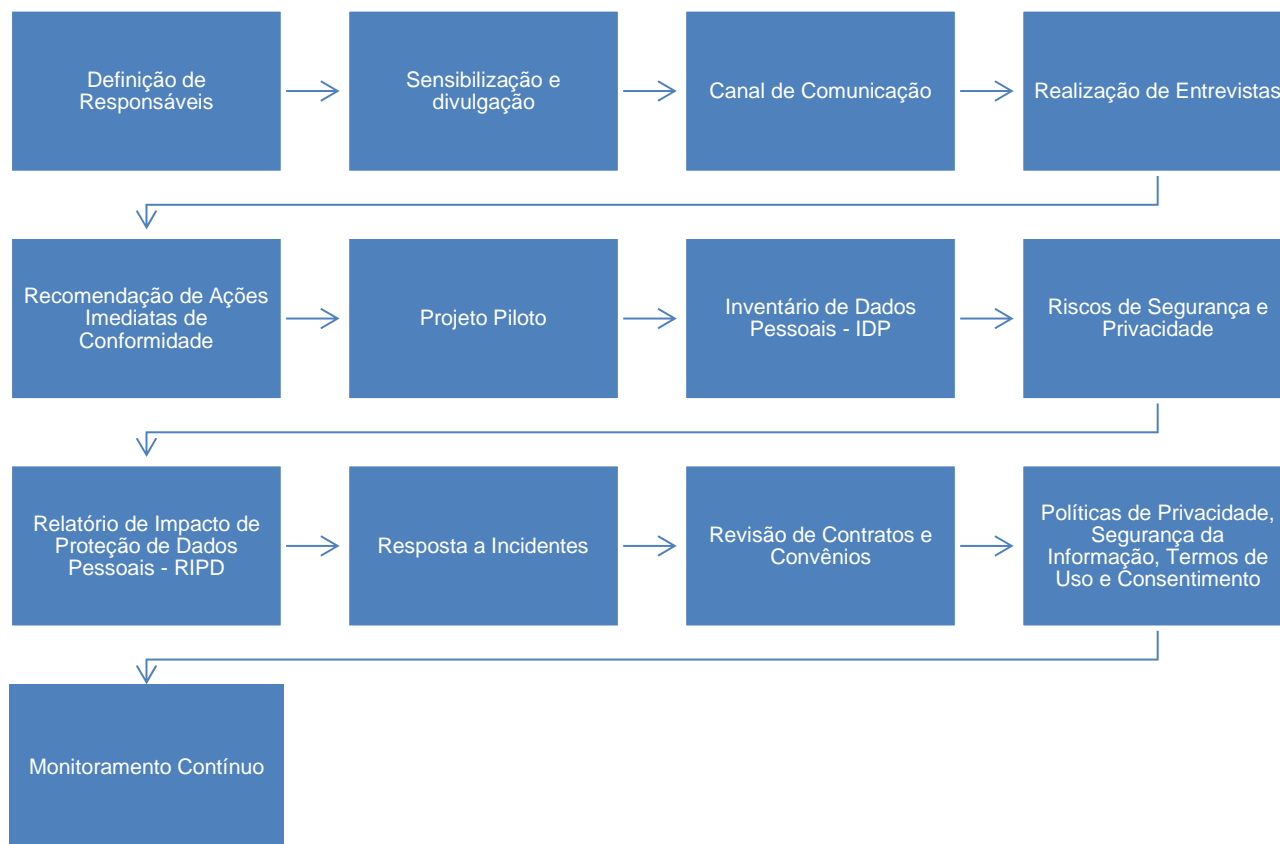 Definição de
Responsáveis
Sensibilização e
divulgação
Canal de Comunicação
Realização de Entrevistas
Recomendação de Ações
Imediatas de
Conformidade
Projeto Piloto
Inventário de Dados
Pessoais - IDP
Riscos de Segurança e
Privacidade
Relatório de Impacto de
Proteção de Dados
Pessoais - RIPD
Resposta a Incidentes
Revisão de Contratos e
Convênios
Políticas de Privacidade,
Segurança da
Informação, Termos de
Uso e Consentimento
Monitoramento Contínuo